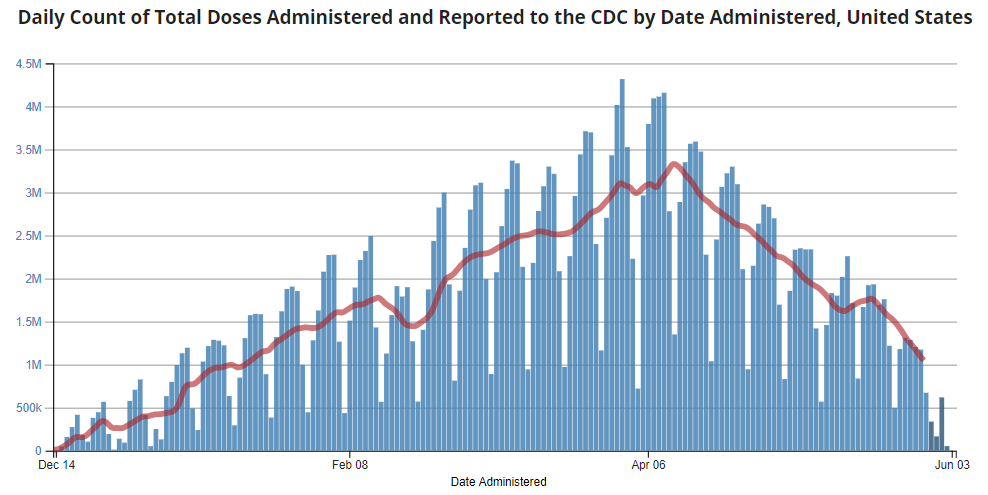 Daily Count of Total Doses Administered and Reported to the CDC by Date Administered, United States
4.5M
4M
3.5M
3M
2.5M
2M
1.5M
1M
500k
0
Dec 14
Feb 08
Apr 06
Jun 03
Date Administered